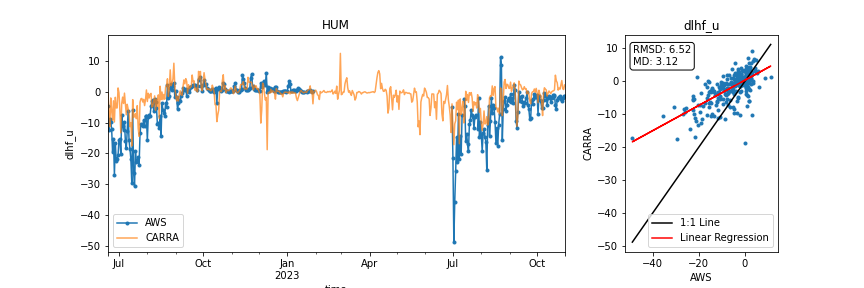 HUM
dlhf_u
10
0
−10
−20
−30
−40
−50
dlhf_u
AWS
CARRA
Jul
Oct
Jan
2023
Apr
Jul
Oct
dlhf_u
RMSD: 6.52
MD: 3.12
10
0
−10
−20
−30
−40
−50
CARRA
1:1 Line
Linear Regression
−40
−20
0
AWS